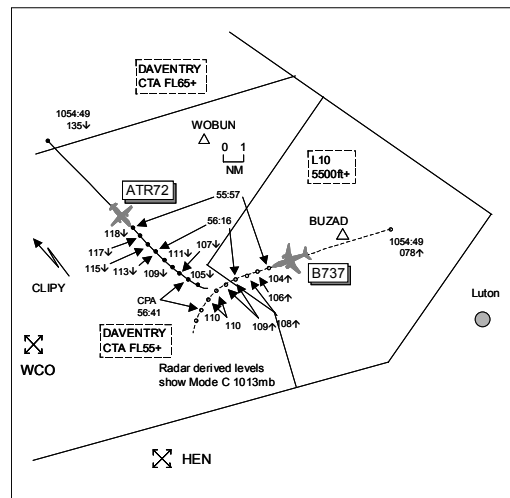 DAVENTRY
CTA FL65+
1054:49
135↓
WOBUN
0 1
NM
L10
5500ft+
ATR72
55:57
56:16
BUZAD
118↓
117↓
115↓
113↓
111↓
109↓
107↓
105↓
1054:49
078↑
B737
104↑
106↑
108↑
109↑
110
110
CLIPY
CPA
56:41
Luton
DAVENTRY
CTA FL55+
Radar derived levels
show Mode C 1013mb
WCO
HEN